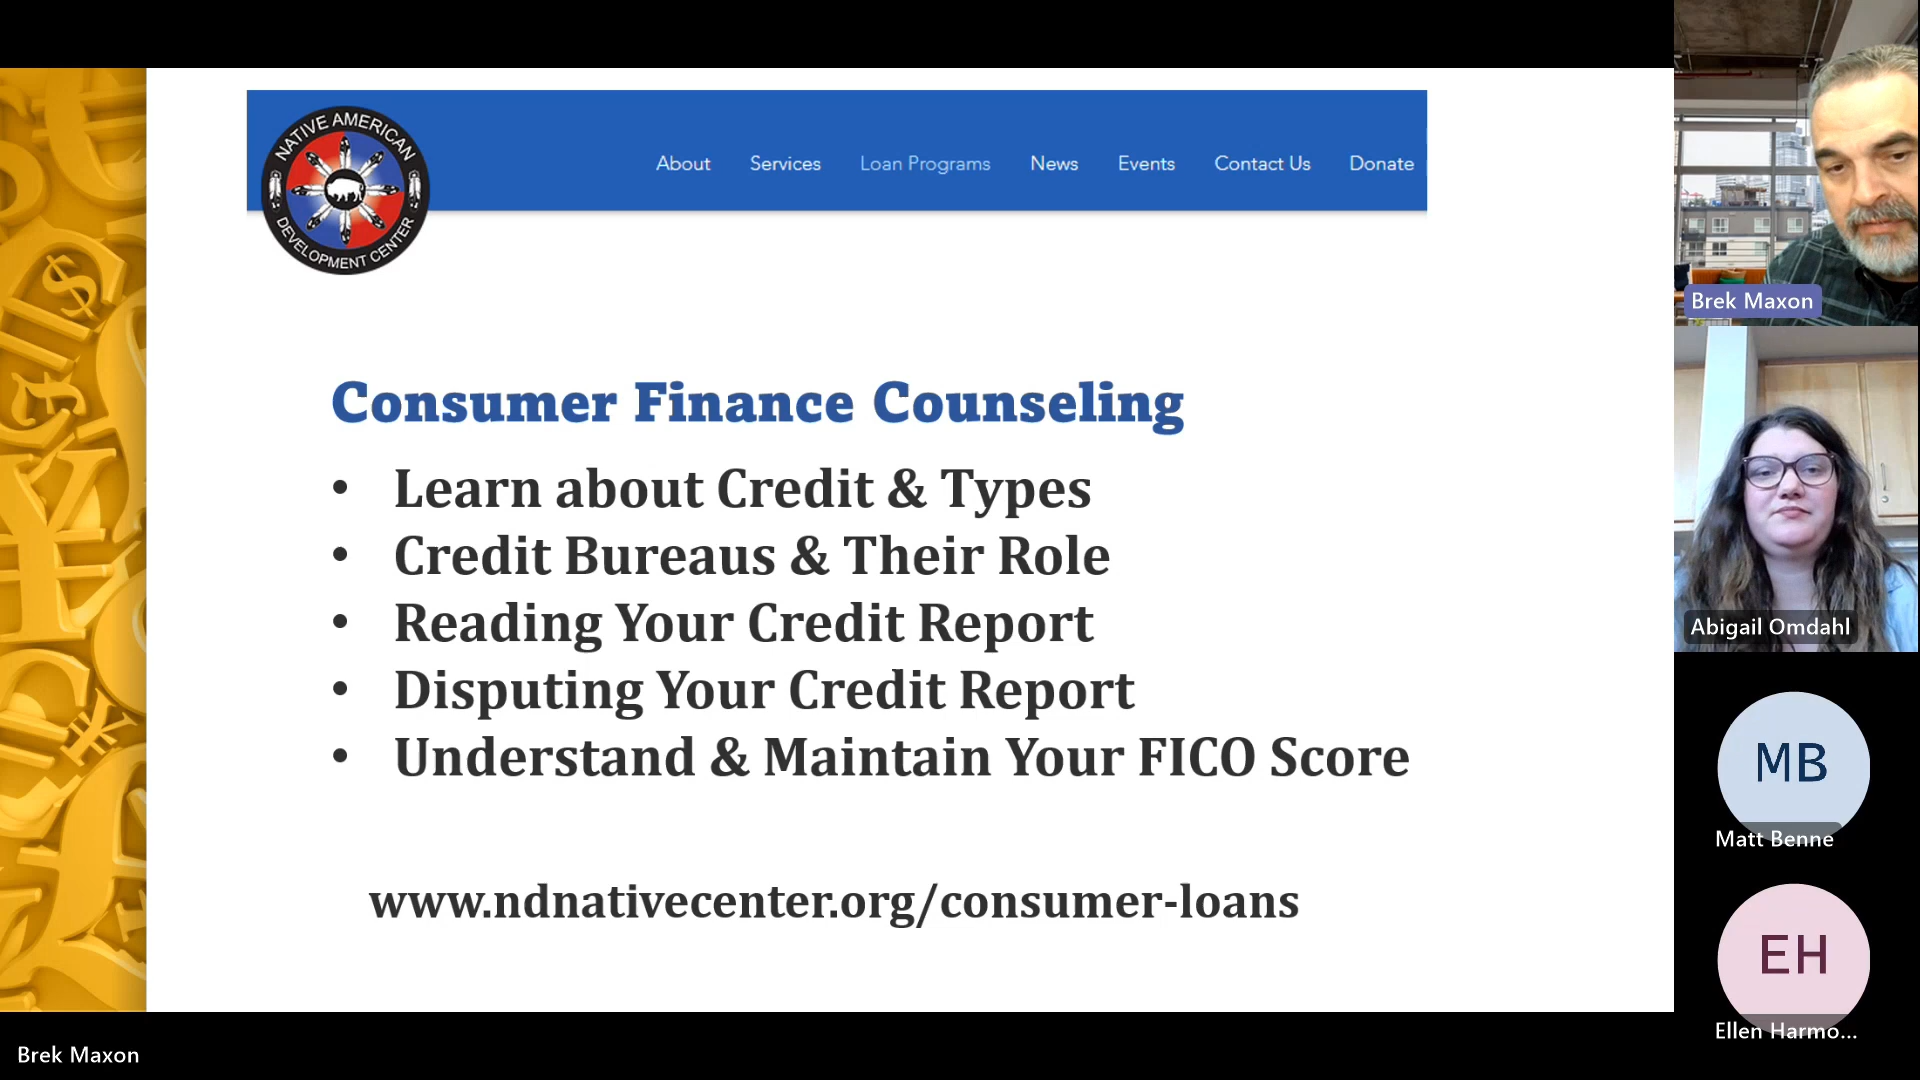 NATIVE AMERICAN
DEVELOPMENT CENTER
About Services Loan Programs News Events Contact Us Donate
Consumer Finance Counseling
• Learn about Credit & Types
• Credit Bureaus & Their Role
• Reading Your Credit Report
• Disputing Your Credit Report
• Understand & Maintain Your FICO Score
www.ndnativecenter.org/consumer-loans
Brek Maxon
Abigail Omdahl
MB
Matt Benne
EH
Ellen Harmo...
Brek Maxon